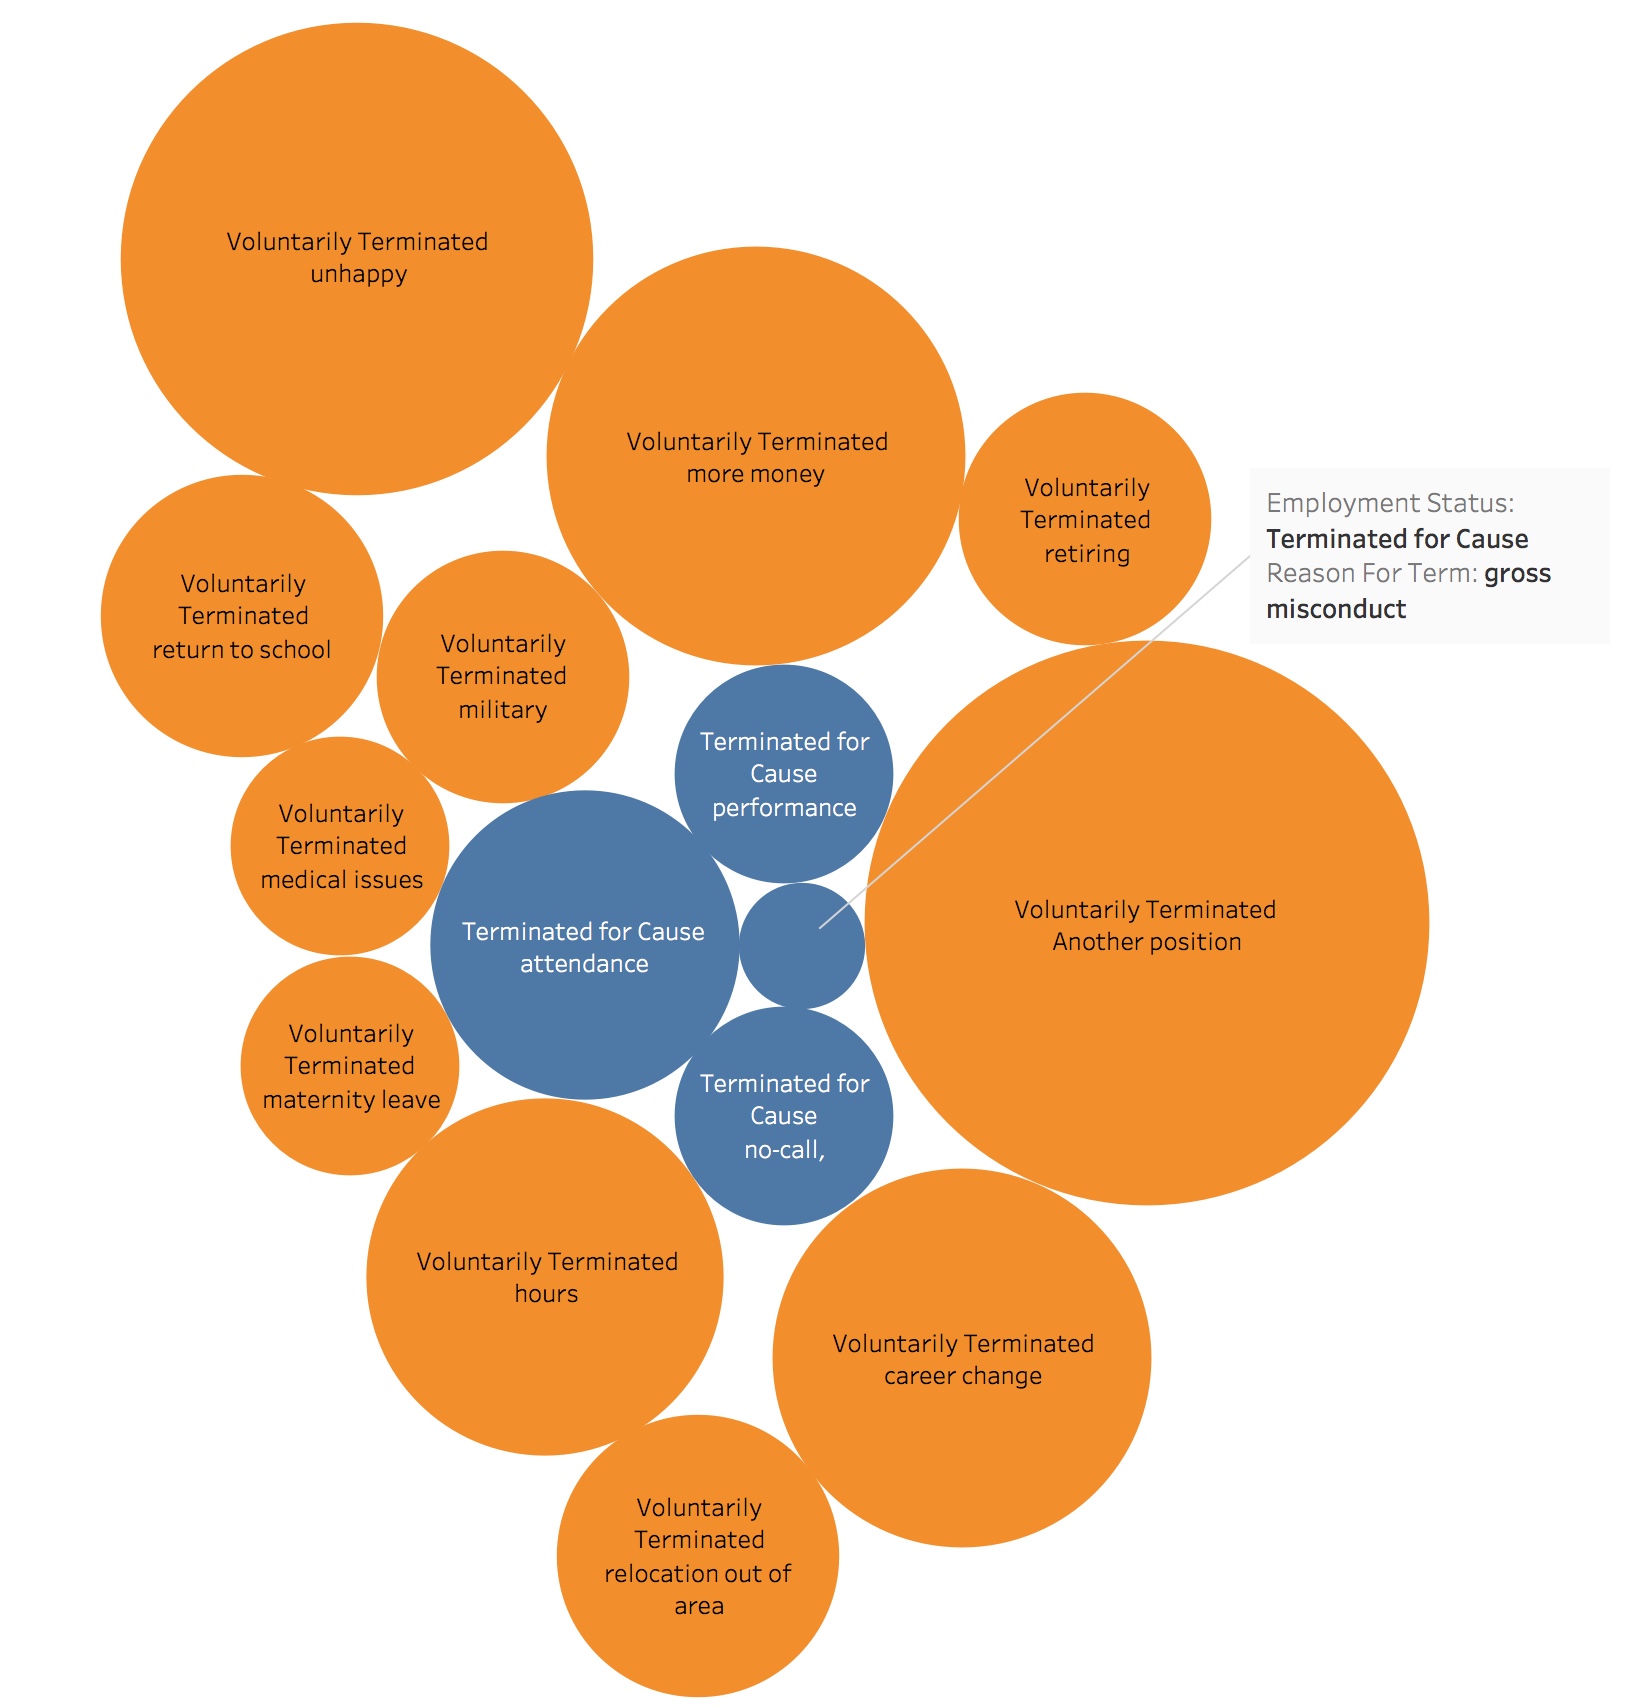 Voluntarily Terminated
unhappy
Voluntarily Terminated
more money
Voluntarily
Terminated
retiring
Employment Status:
Terminated for Cause
Reason For Term: gross
misconduct
Voluntarily
Terminated
return to school
Voluntarily
Terminated
military
Terminated for
Cause
performance
Voluntarily
Terminated
medical issues
Terminated for Cause
attendance
Voluntarily Terminated
Another position
Voluntarily
Terminated
maternity leave
Terminated for
Cause
no-call,
Voluntarily Terminated
hours
Voluntarily Terminated
career change
Voluntarily
Terminated
relocation out of
area